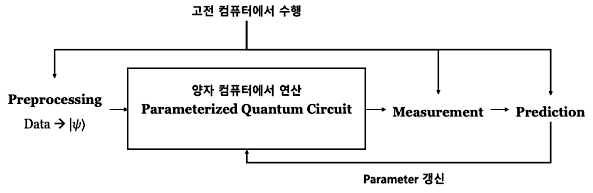 고전 컴퓨터에서 수행
양자 컴퓨터에서 연산
Preprocessing
Parameterized Quantum Circuit
Measurement
Prediction
Data → |ψ⟩
Parameter 갱신